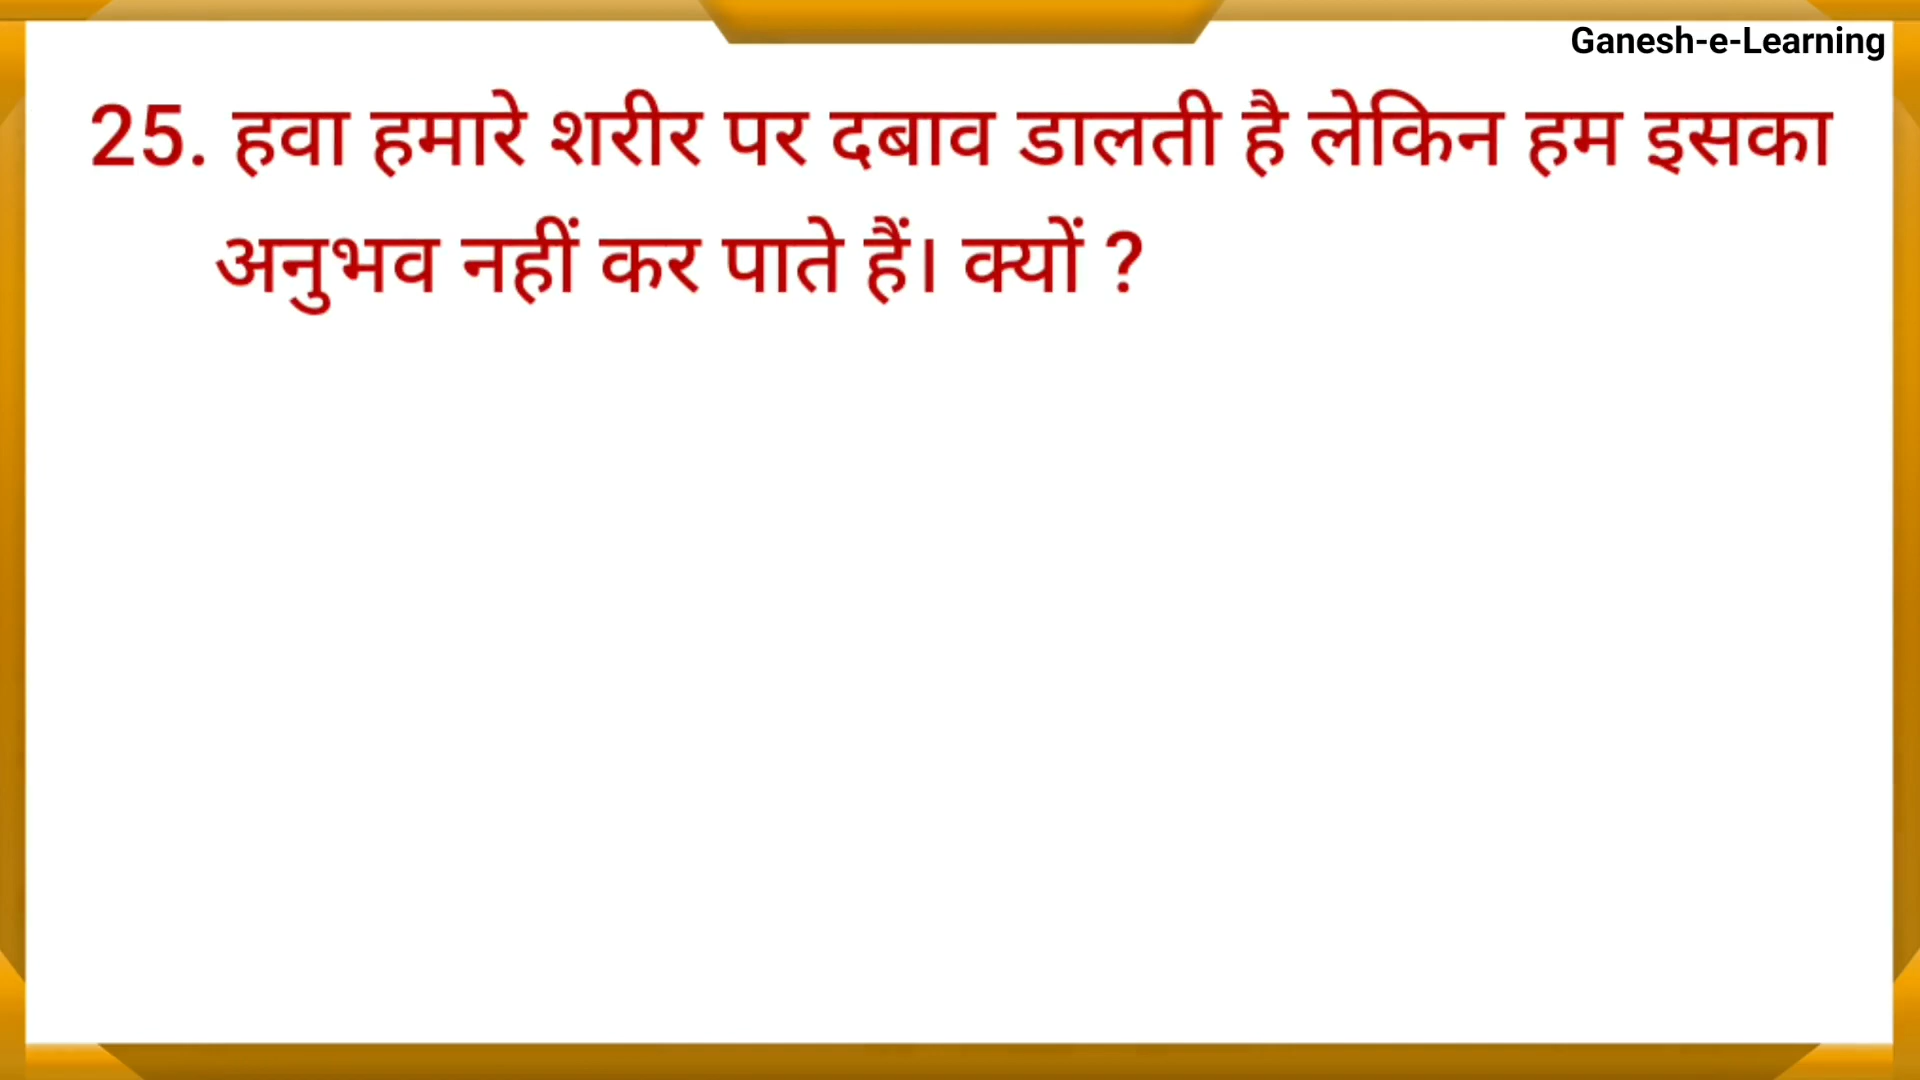 Ganesh-e-Learning
25. हवा हमारे शरीर पर दबाव डालती है लेकिन हम इसका
अनुभव नहीं कर पाते हैं। क्यों ?